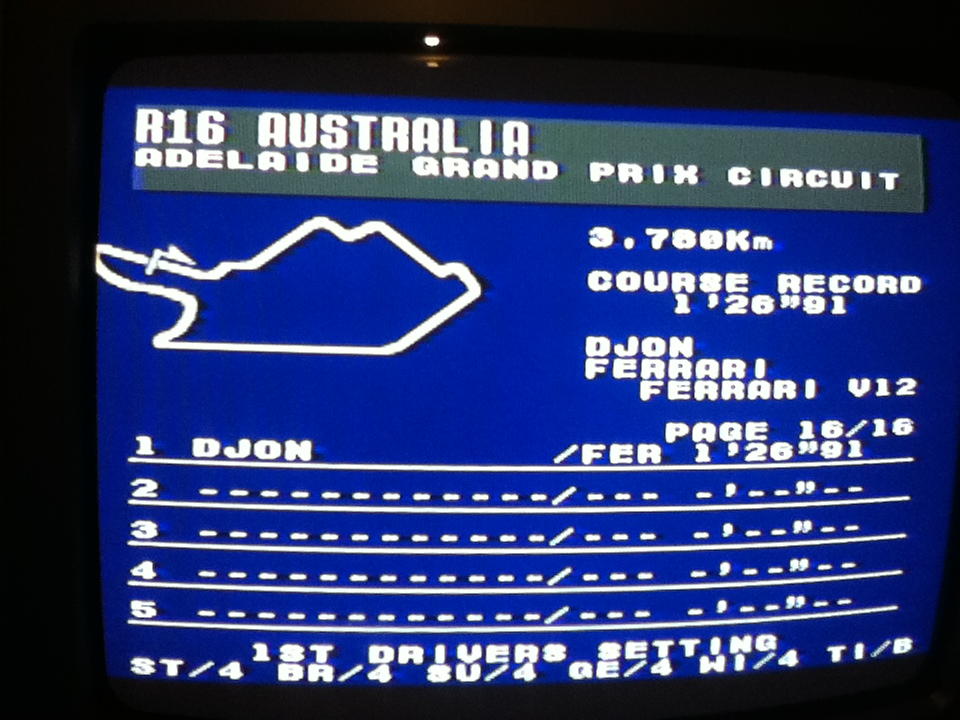 R16 AUSTRALIA
ADELAIDE GRAND PRIX CIRCUIT
3.780Km
COURSE RECORD
1'26"91
DJON
FERRARI
FERRARI V12
PAGE 16/16
1 DJON /FER 1'26"91
2 -------------/--- -'--"--
3 -------------/--- -'--"--
4 -------------/--- -'--"--
5 -------------/--- -'--"--
1ST DRIVERS SETTING
ST/4 BR/4 SU/4 GE/4 WI/4 TI/B